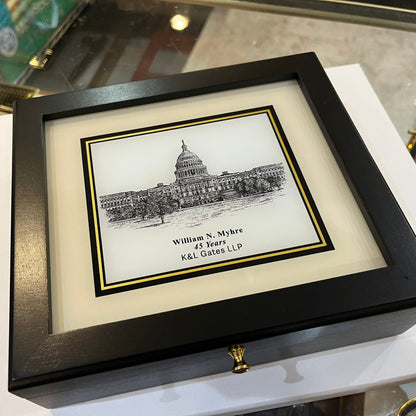 William N. Myhre
45 Years
K&L Gates LLP